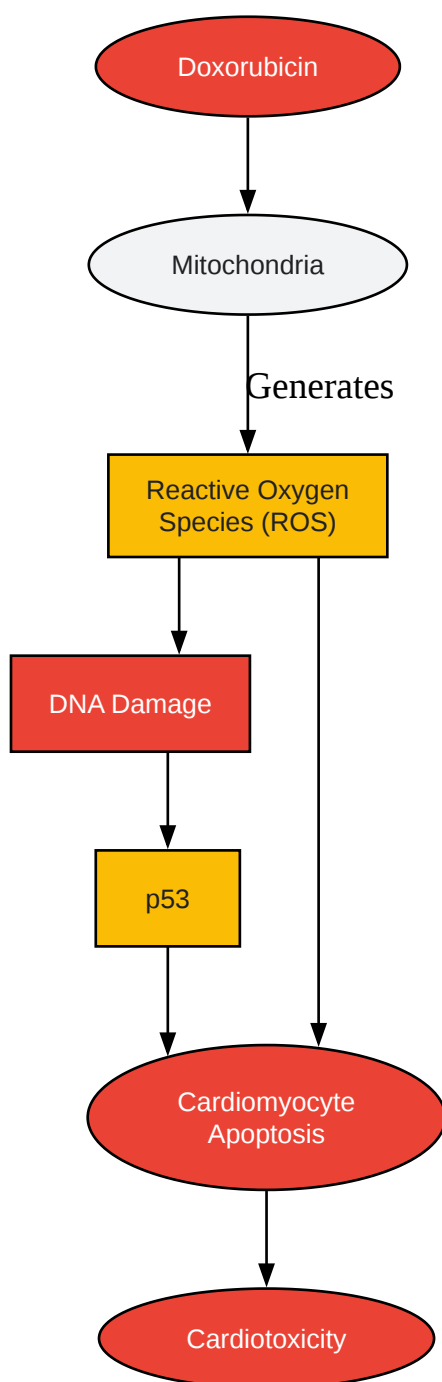 Doxorubicin
Mitochondria
Generates
Reactive Oxygen
Species (ROS)
DNA Damage
p53
Cardiomyocyte
Apoptosis
Cardiotoxicity